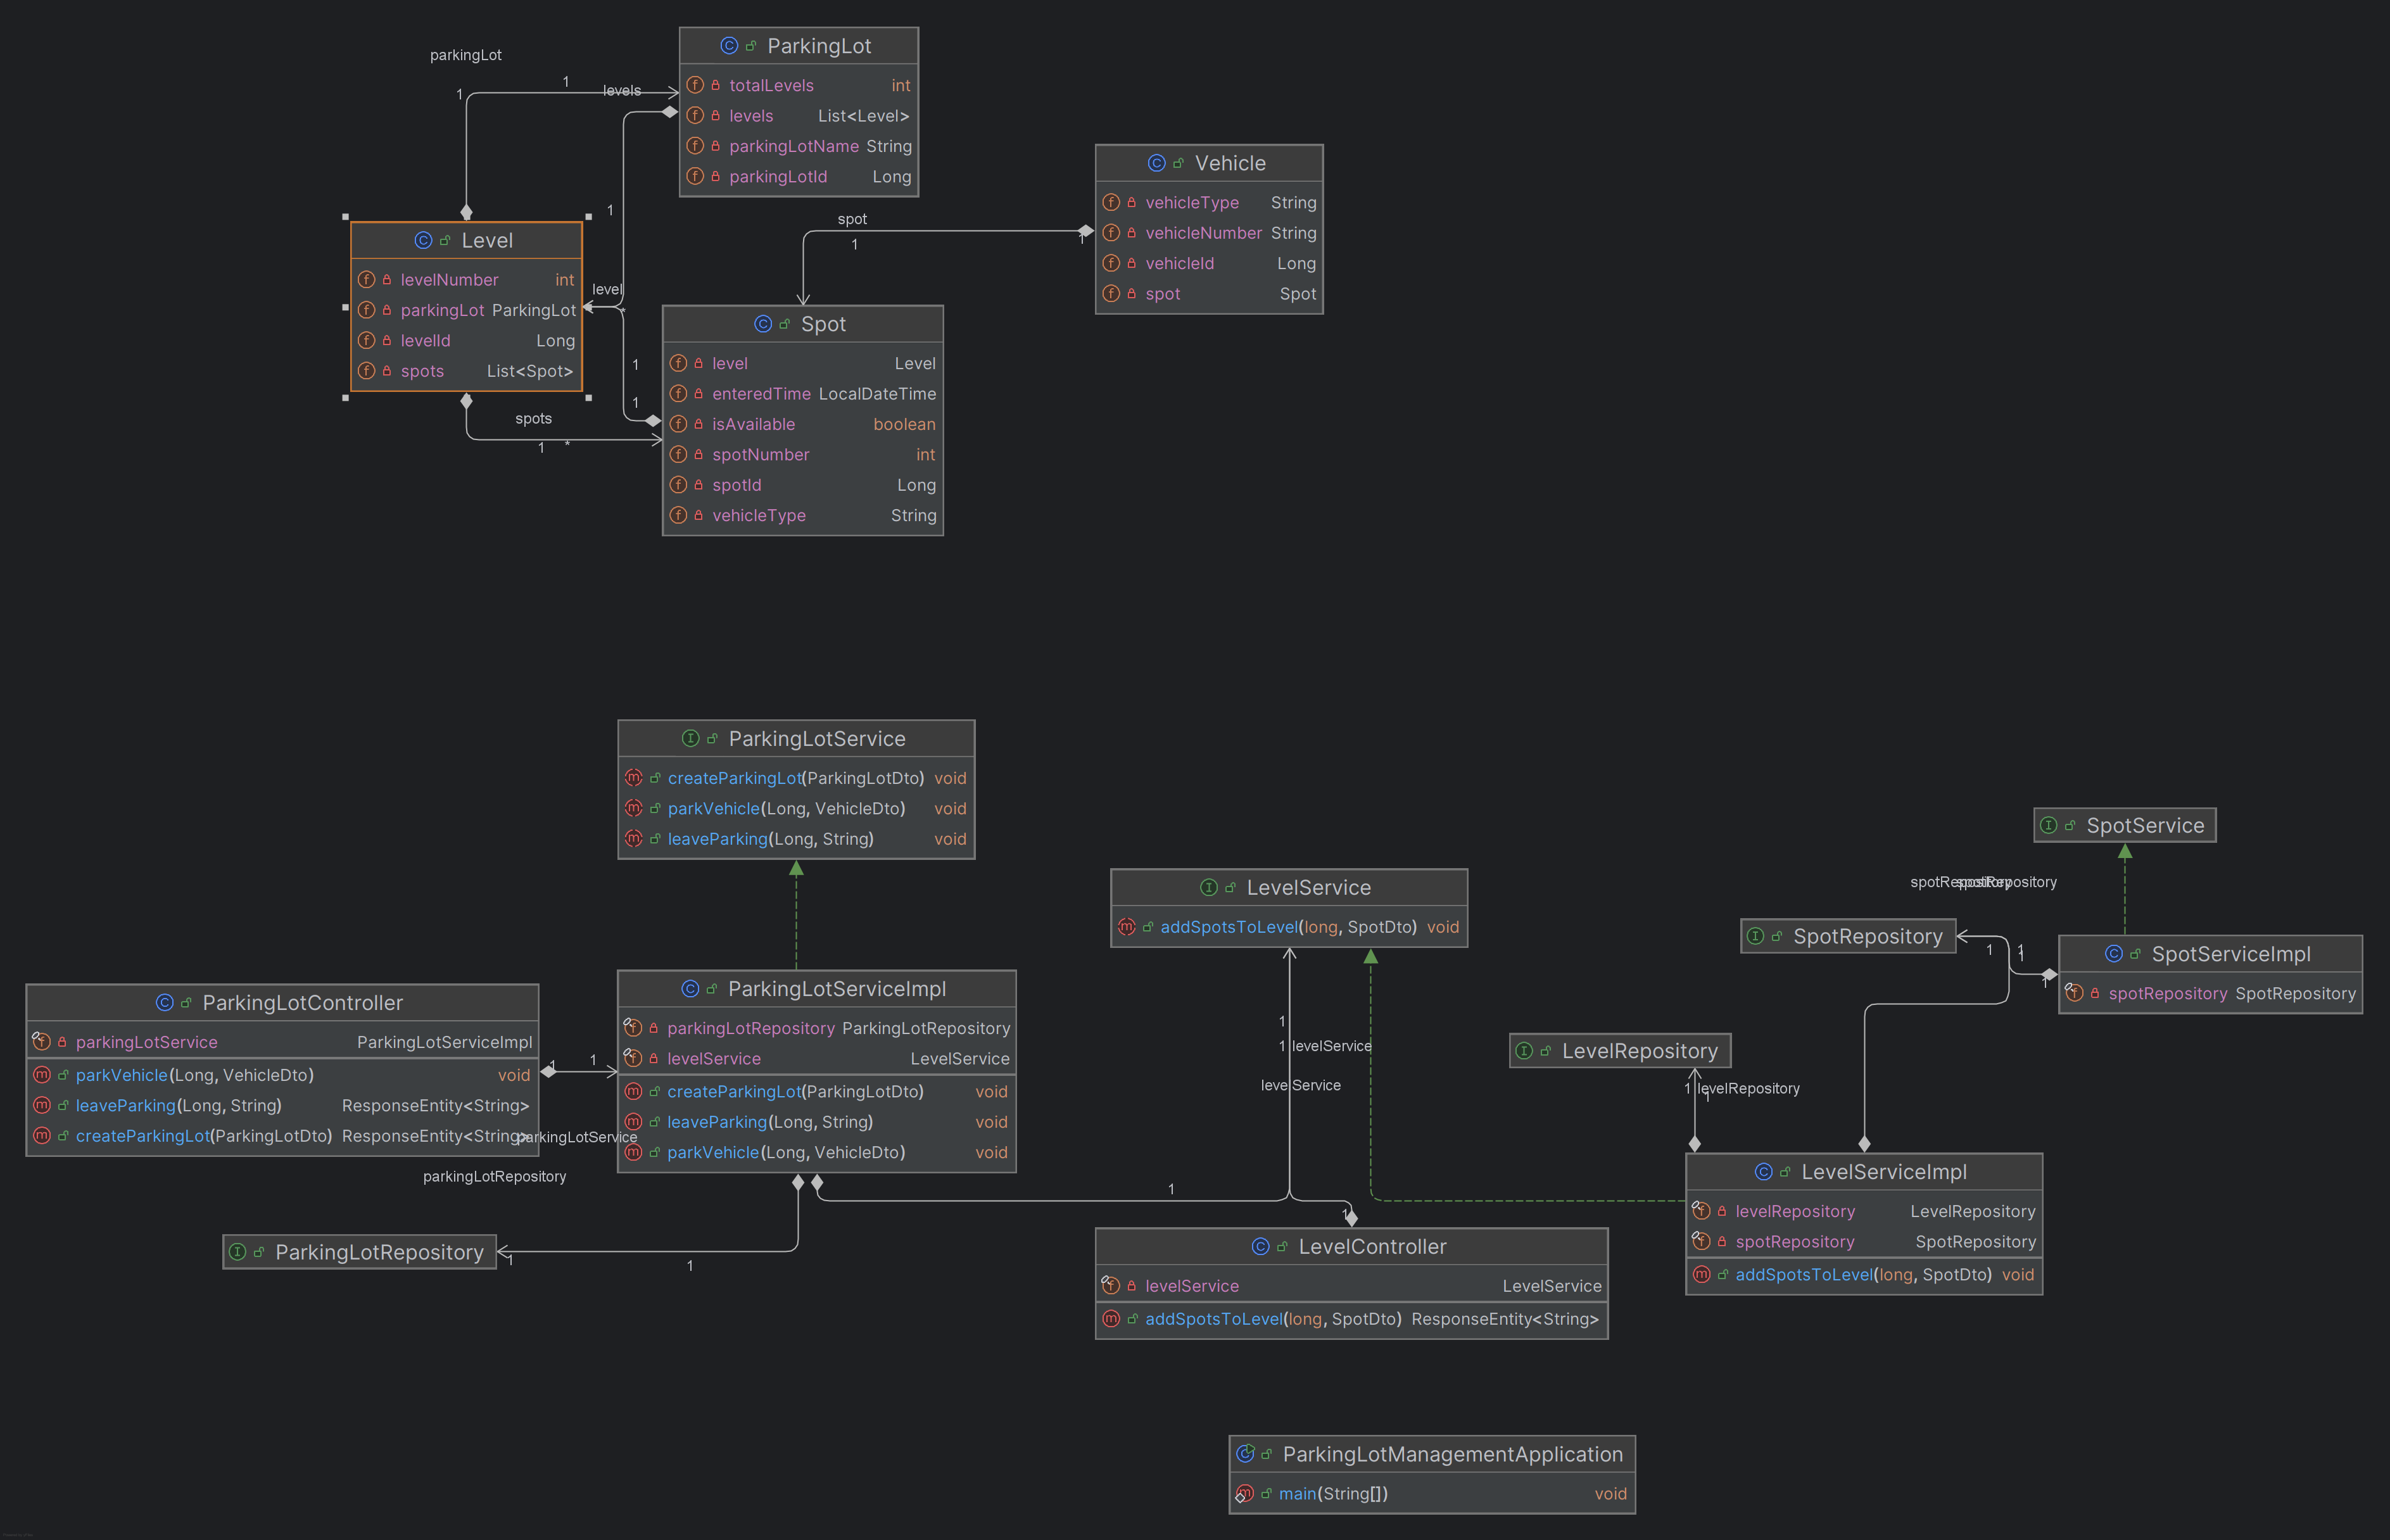 parkingLot
1
1
levels
ParkingLot
totalLevels int
levels List<Level>
parkingLotName String
parkingLotId Long
1
Vehicle
vehicleType String
vehicleNumber String
vehicleId Long
spot Spot
spot
1
1
Level
levelNumber int
parkingLot ParkingLot
levelId Long
spots List<Spot>
level
*
1
1
spots
1 *
Spot
level Level
enteredTime LocalDateTime
isAvailable boolean
spotNumber int
spotId Long
vehicleType String
ParkingLotService
createParkingLot(ParkingLotDto) void
parkVehicle(Long, VehicleDto) void
leaveParking(Long, String) void
LevelService
addSpotsToLevel(long, SpotDto) void
SpotService
spotRepository
spotRepository
SpotRepository
1
1
1
1
SpotServiceImpl
spotRepository SpotRepository
ParkingLotController
parkingLotService ParkingLotServiceImpl
parkVehicle(Long, VehicleDto) void
leaveParking(Long, String) ResponseEntity<String>
createParkingLot(ParkingLotDto) ResponseEntity<String>
1
1
parkingLotService
ParkingLotServiceImpl
parkingLotRepository ParkingLotRepository
levelService LevelService
createParkingLot(ParkingLotDto) void
leaveParking(Long, String) void
parkVehicle(Long, VehicleDto) void
1
1 levelService
levelService
LevelRepository
1 levelRepository
1
parkingLotRepository
1
1
LevelServiceImpl
levelRepository LevelRepository
spotRepository SpotRepository
addSpotsToLevel(long, SpotDto) void
ParkingLotRepository
1
1
LevelController
levelService LevelService
addSpotsToLevel(long, SpotDto) ResponseEntity<String>
ParkingLotManagementApplication
main(String[]) void